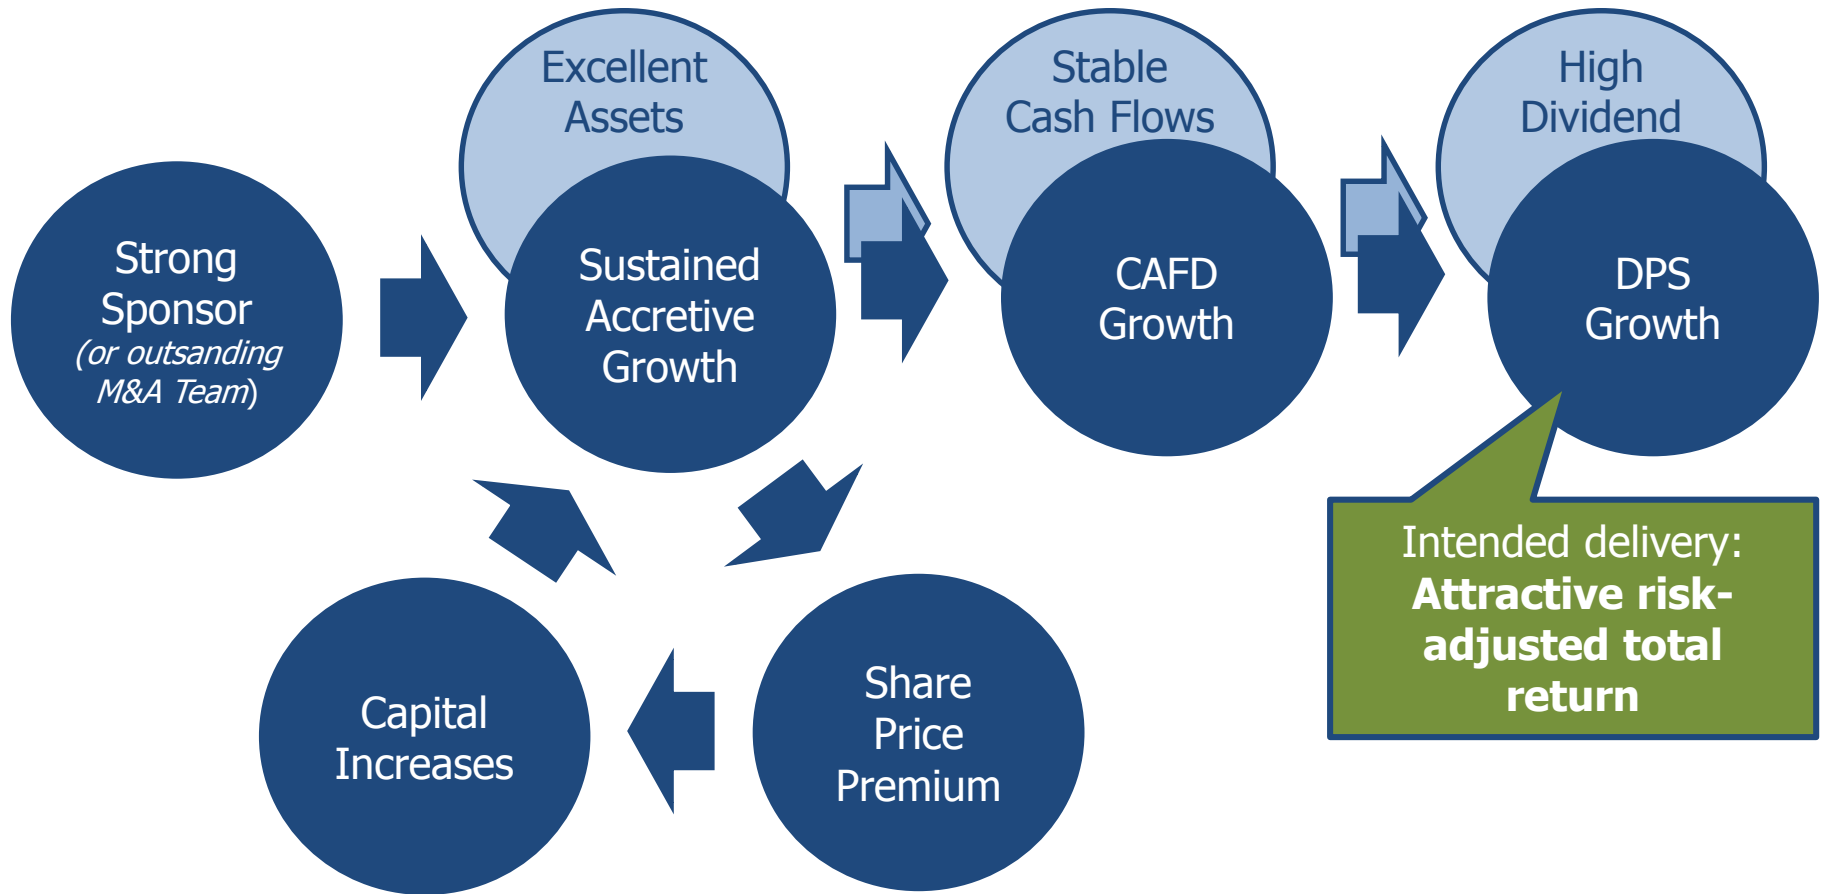 Excellent
Assets
Stable
Cash Flows
High
Dividend
Strong
Sponsor
(or outsanding
M&A Team)
Sustained
Accretive
Growth
CAFD
Growth
DPS
Growth
Intended delivery:
Attractive risk-
adjusted total
return
Capital
Increases
Share
Price
Premium